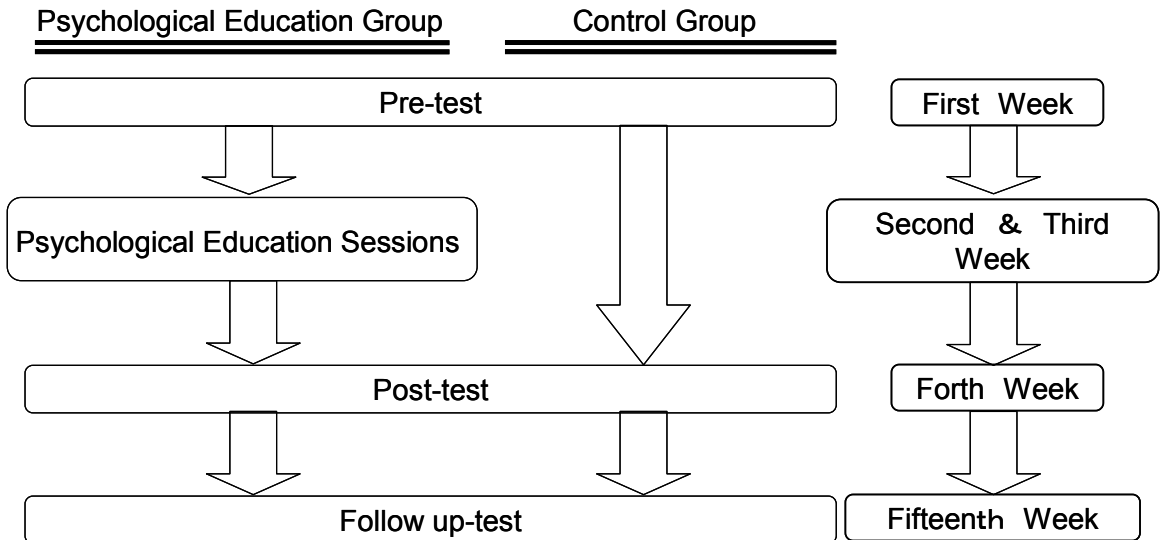 Psychological Education Group
Control Group
Pre-test
First Week
Psychological Education Sessions
Second & Third
Week
Post-test
Forth Week
Follow up-test
Fifteenth Week